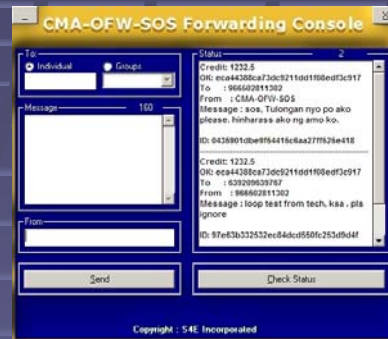 CMA-OFW-SOS Forwarding Console
To:
Individual
Groups
Message
160
From
Send
Status
2
Credit: 1232.5
OK: eca44388ca73dc9211dd1f08edf3c917
To : 966602811302
From : CMA-OFW-SOS
Message : sos, Tulongan nyo po ako
please. hinharass ako ng amo ko.
ID: 0436901dbe9f64416c6aa27ff626e418
Credit: 1232.5
OK: eca44388ca73dc9211dd1f08edf3c917
To : 639209639767
From : 966602811302
Message : loop test from tech, ksa , pls
ignore
ID: 97e63b332532ec84dcd550fc253d9d4f
Check Status
Copyright : S4E Incorporated